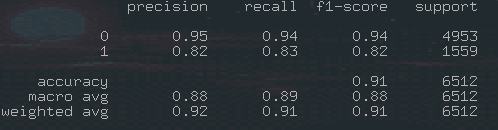 precision recall f1-score support
0 0.95 0.94 0.94 4953
1 0.82 0.83 0.82 1559
accuracy 0.91 6512
macro avg 0.88 0.89 0.88 6512
weighted avg 0.92 0.91 0.91 6512